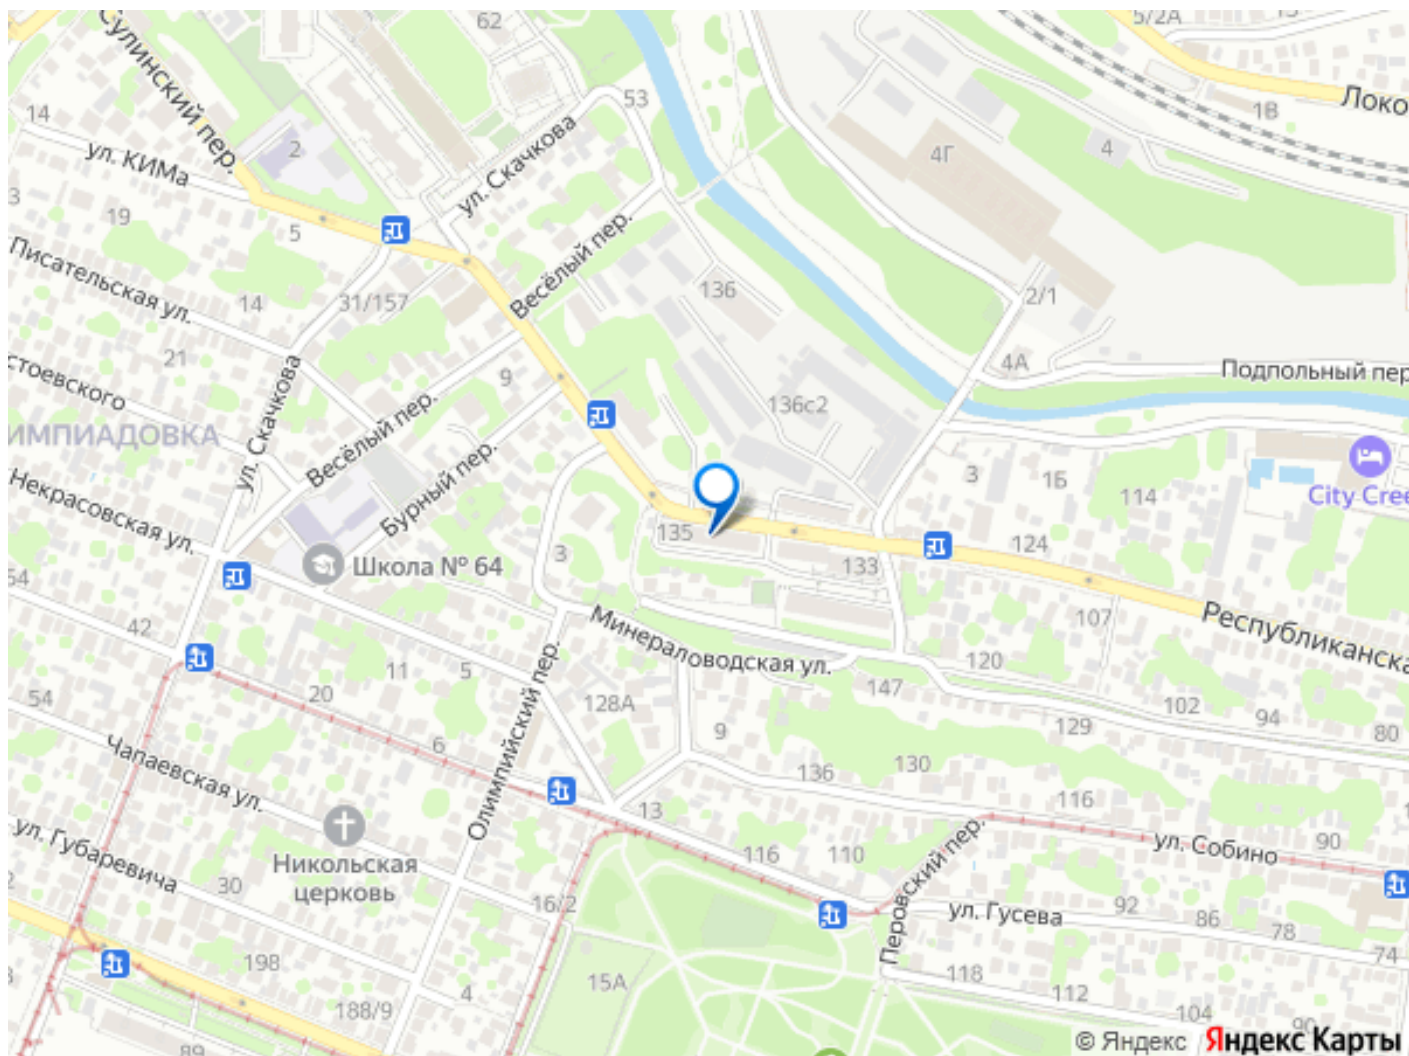 62
5/2А
13
Сулинский пер.
14
2
ул. КИМа
53
ул. Скачкова
4Г
4
1В
Локо
3
19
5
Весёлый пер.
Писательская ул.
14
31/157
136
2/1
21
4А
Подпольный пер
стоевского
9
136с2
ИМПИАДОВКА
ул. Скачкова
Весёлый пер.
Бурный пер.
Некрасовская ул.
3
1Б
114
City Cree
135
3
Школа № 64
133
124
54
42
Минераловодская ул.
107
Республиканска
11
5
120
54
20
128А
147
102
94
129
80
9
6
Олимпийский пер.
136
130
116
Чапаевская ул.
13
Никольская
церковь
116
110
ул. Собино
90
ул. Губаревича
30
16/2
Перовский пер.
ул. Гусева
92
86
78
74
198
15А
118
112
4
188/9
104
90
89
© Яндекс Яндекс Карты